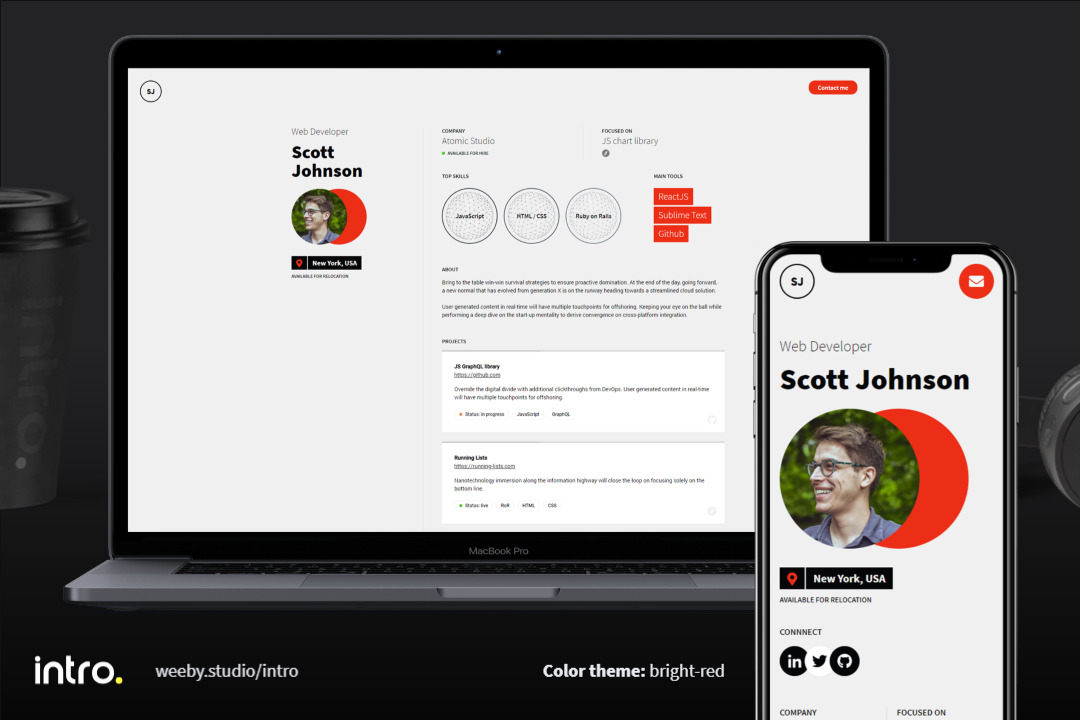 SJ
Contact me
Web Developer
Scott
Johnson
New York, USA
AVAILABLE FOR RELOCATION
COMPANY
Atomic Studio
AVAILABLE FOR HIRE
FOCUSED ON
JS chart library
TOP SKILLS
JavaScript
HTML / CSS
Ruby on Rails
MAIN TOOLS
ReactJS
Sublime Text
Github
ABOUT
Bring to the table win-win survival strategies to ensure proactive domination. At the end of the day, going forward,
a new normal that has evolved from generation X is on the runway heading towards a streamlined cloud solution.
User generated content in real-time will have multiple touchpoints for offshoring. Keeping your eye on the ball while
performing a deep dive on the start-up mentality to derive convergence on cross-platform integration.
PROJECTS
JS GraphQL library
https://github.com
Override the digital divide with additional clickthroughs from DevOps. User generated content in real-time
will have multiple touchpoints for offshoring.
Status: in progress JavaScript GraphQL
Running Lists
https://running-lists.com
Nanotechnology immersion along the information highway will close the loop on focusing solely on the
bottom line.
Status: live RoR HTML CSS
MacBook Pro
SJ
Web Developer
Scott Johnson
New York, USA
AVAILABLE FOR RELOCATION
CONNNECT
in
COMPANY
FOCUSED ON
intro.
intro.
weeby.studio/intro
Color theme: bright-red